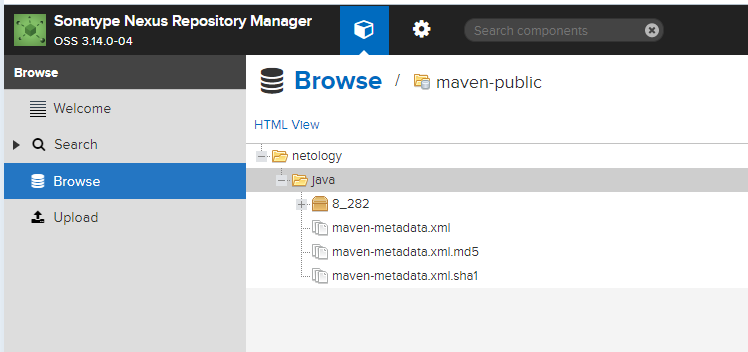 Sonatype Nexus Repository Manager
OSS 3.14.0-04
Search components
Browse
Welcome
Search
Browse
Upload
Browse / maven-public
HTML View
netology
java
8_282
maven-metadata.xml
maven-metadata.xml.md5
maven-metadata.xml.sha1